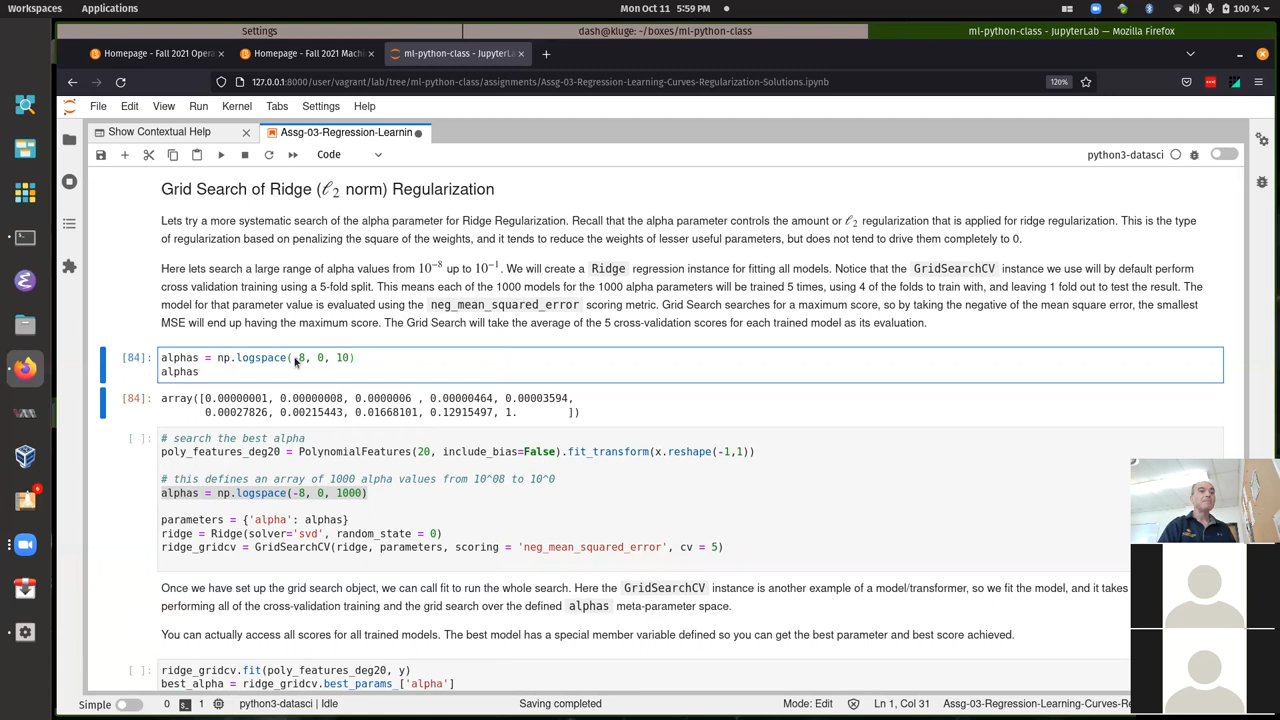 Workspaces Applications Mon Oct 11 5:59 PM 100 %
Settings dash@kluge: ~/boxes/ml-python-class ml-python-class - JupyterLab — Mozilla Firefox
Homepage - Fall 2021 Opera Homepage - Fall 2021 Machi ml-python-class - JupyterLab
127.0.0.1:8000/user/vagrant/lab/tree/ml-python-class/assignments/Assg-03-Regression-Learning-Curves-Regularization-Solutions.ipynb 120%
File Edit View Run Kernel Tabs Settings Help
Show Contextual Help Assg-03-Regression-Learnin
Code python3-datasci
Grid Search of Ridge (ℓ2 norm) Regularization
Lets try a more systematic search of the alpha parameter for Ridge Regularization. Recall that the alpha parameter controls the amount or ℓ2 regularization that is applied for ridge regularization. This is the type
of regularization based on penalizing the square of the weights, and it tends to reduce the weights of lesser useful parameters, but does not tend to drive them completely to 0.
Here lets search a large range of alpha values from 10^-8 up to 10^-1. We will create a Ridge regression instance for fitting all models. Notice that the GridSearchCV instance we use will by default perform
cross validation training using a 5-fold split. This means each of the 1000 models for the 1000 alpha parameters will be trained 5 times, using 4 of the folds to train with, and leaving 1 fold out to test the result. The
model for that parameter value is evaluated using the neg_mean_squared_error scoring metric. Grid Search searches for a maximum score, so by taking the negative of the mean square error, the smallest
MSE will end up having the maximum score. The Grid Search will take the average of the 5 cross-validation scores for each trained model as its evaluation.
[84]: alphas = np.logspace(-8, 0, 10)
alphas
[84]: array([0.00000001, 0.00000008, 0.0000006 , 0.00000464, 0.00003594,
0.00027826, 0.00215443, 0.01668101, 0.12915497, 1. ])
[ ]: # search the best alpha
poly_features_deg20 = PolynomialFeatures(20, include_bias=False).fit_transform(x.reshape(-1,1))
# this defines an array of 1000 alpha values from 10^08 to 10^0
alphas = np.logspace(-8, 0, 1000)
parameters = {'alpha': alphas}
ridge = Ridge(solver='svd', random_state = 0)
ridge_gridcv = GridSearchCV(ridge, parameters, scoring = 'neg_mean_squared_error', cv = 5)
Once we have set up the grid search object, we can call fit to run the whole search. Here the GridSearchCV instance is another example of a model/transformer, so we fit the model, and it takes
performing all of the cross-validation training and the grid search over the defined alphas meta-parameter space.
You can actually access all scores for all trained models. The best model has a special member variable defined so you can get the best parameter and best score achieved.
[ ]: ridge_gridcv.fit(poly_features_deg20, y)
best_alpha = ridge_gridcv.best_params_['alpha']
Simple 0 1 python3-datasci | Idle Saving completed Mode: Edit Ln 1, Col 31 Assg-03-Regression-Learning-Curves-Re